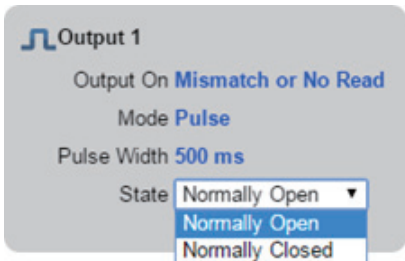 Output 1
Output On Mismatch or No Read
Mode Pulse
Pulse Width 500 ms
State Normally Open
Normally Open
Normally Closed